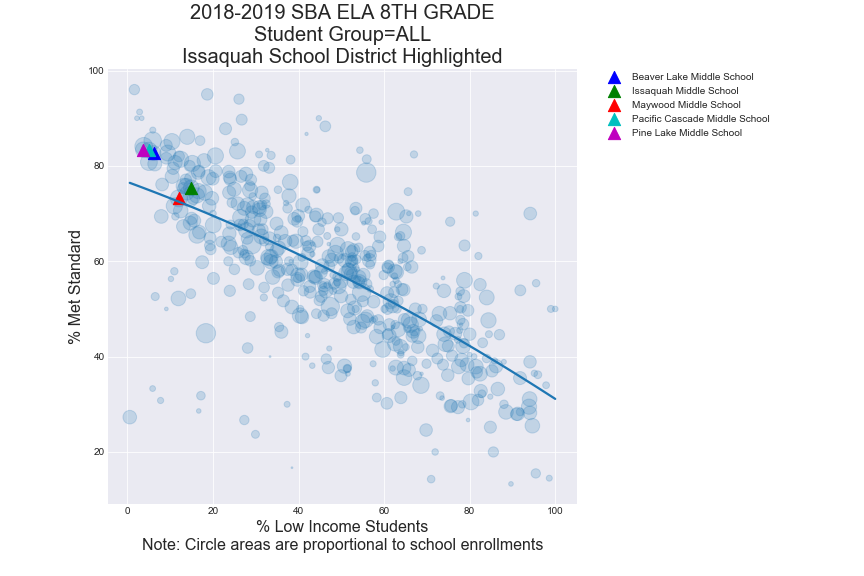 2018-2019 SBA ELA 8TH GRADE
Student Group=ALL
Issaquah School District Highlighted
% Met Standard
100
80
60
40
20
0
20
40
60
80
100
% Low Income Students
Note: Circle areas are proportional to school enrollments
Beaver Lake Middle School
Issaquah Middle School
Maywood Middle School
Pacific Cascade Middle School
Pine Lake Middle School